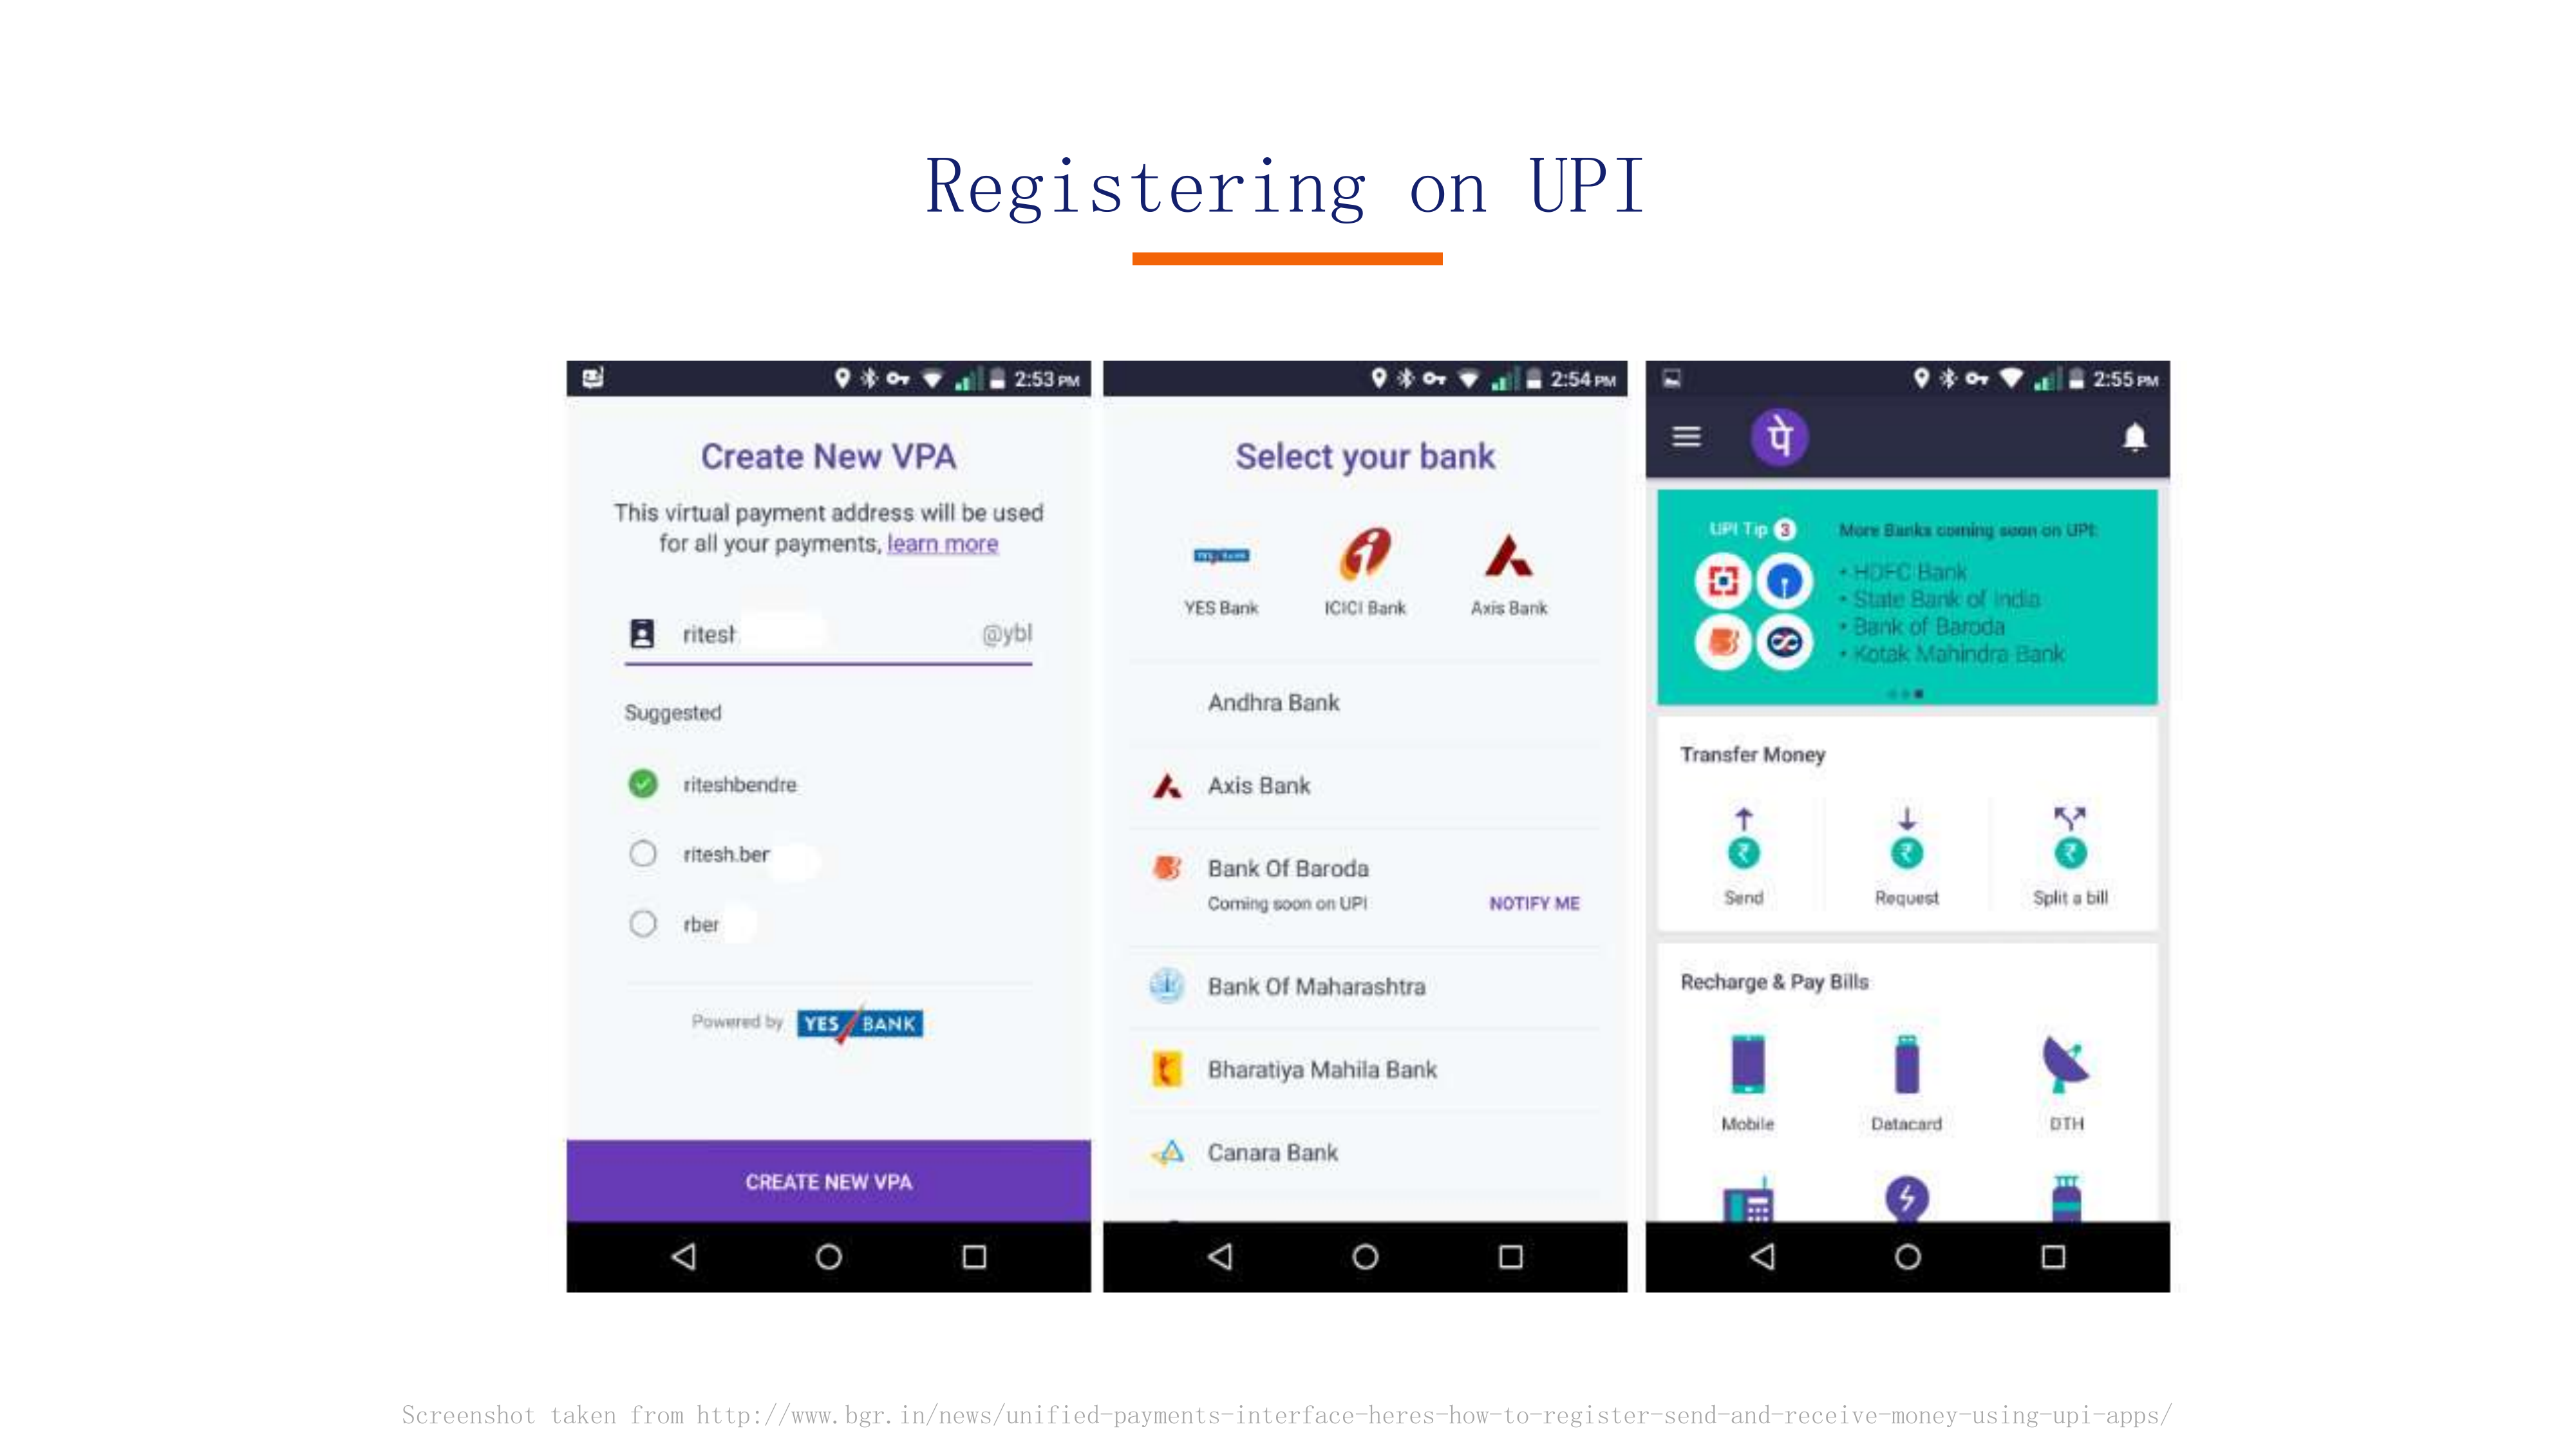 Registering on UPI
2:53 PM
Create New VPA
This virtual payment address will be used
for all your payments, learn more
@ybl
Suggested
riteshbendre
ritesh.ber
rber
Powered by YES BANK
CREATE NEW VPA
2:54 PM
Select your bank
YES Bank ICICI Bank Axis Bank
Andhra Bank
Axis Bank
Bank Of Baroda
Coming soon on UPI NOTIFY ME
Bank Of Maharashtra
Bharatiya Mahila Bank
Canara Bank
2:55 PM
पे
UPI Tip 3
More Banks coming soon on UPI:
• HDFC Bank
• State Bank of India
• Bank of Baroda
• Kotak Mahindra Bank
Transfer Money
Send Request Split a bill
Recharge & Pay Bills
Mobile Datacard DTH
Screenshot taken from http://www.bgr.in/news/unified-payments-interface-heres-how-to-register-send-and-receive-money-using-upi-apps/